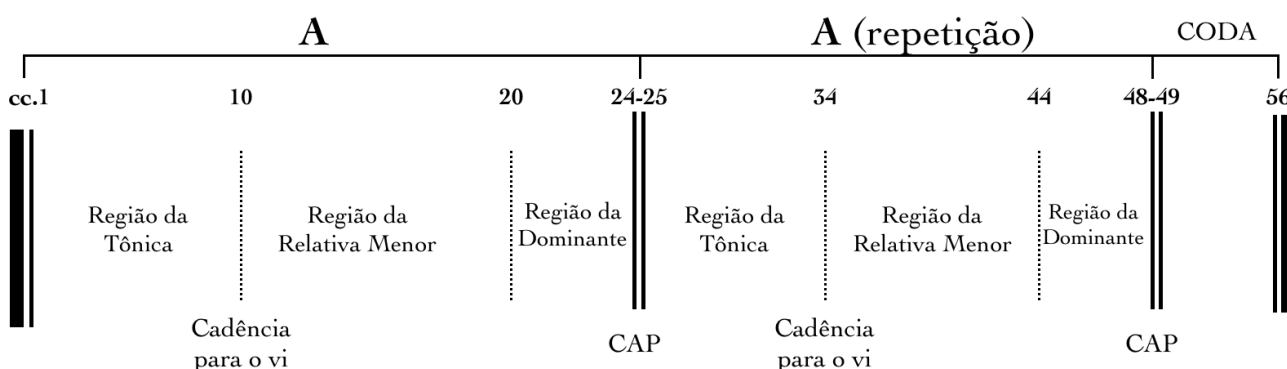 A A (repetição) CODA
cc.1 10 20 24-25 34 44 48-49 56
Região da Tônica
Região da Relativa Menor
Região da Dominante
Região da Tônica
Região da Relativa Menor
Região da Dominante
Cadência para o vi
CAP
Cadência para o vi
CAP